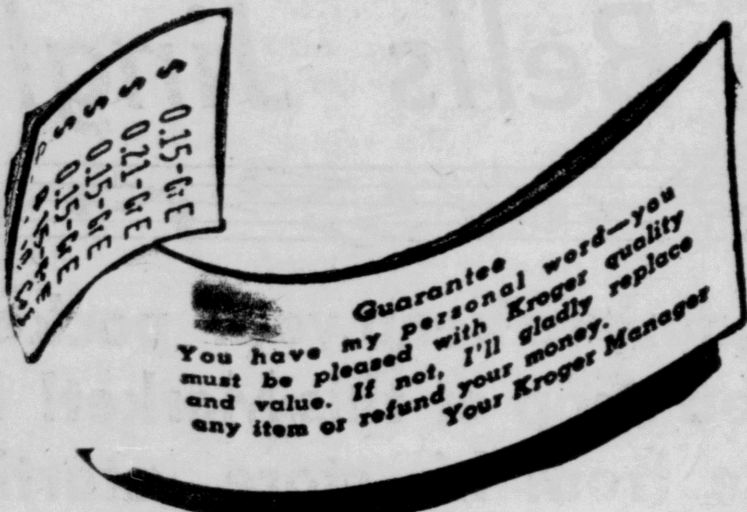 $ 0.15-GE
$ 0.21-GE
$ 0.15-GE
$ 0.15-GE
Guarantee
You have my personal word—you
must be pleased with Kroger quality
and value. If not, I'll gladly replace
any item or refund your money.
Your Kroger Manager